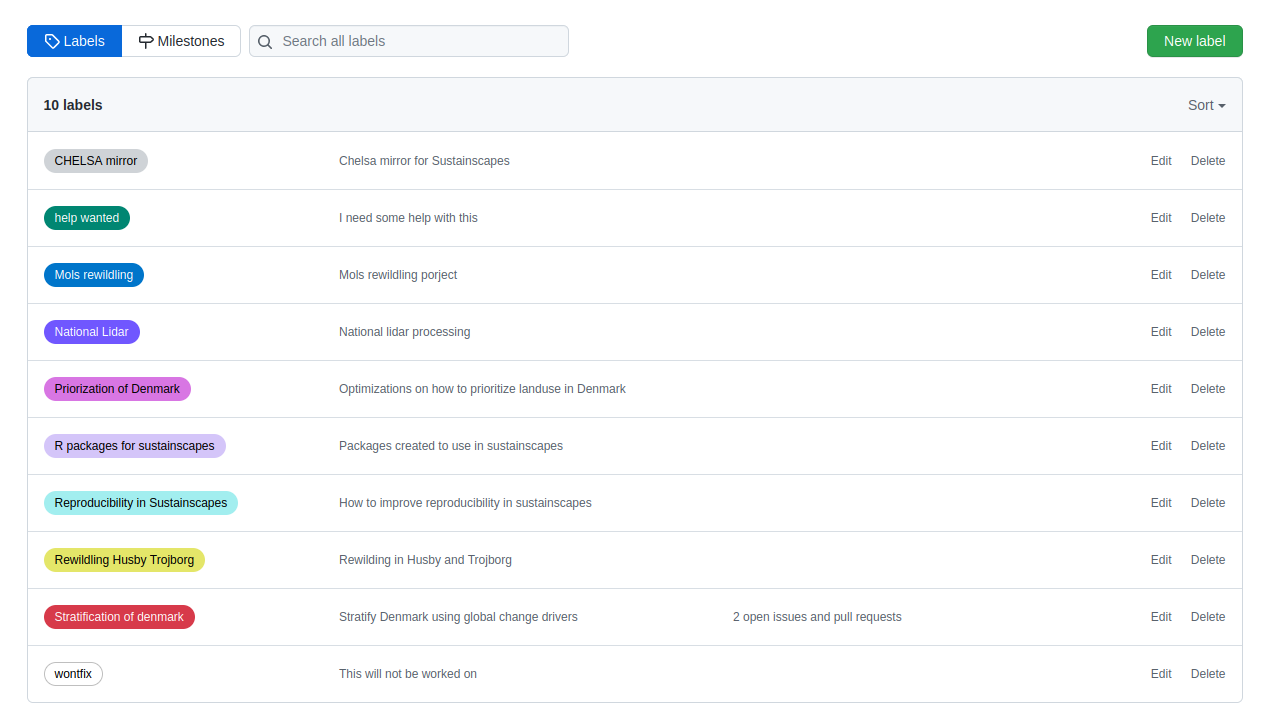 Labels Milestones Search all labels New label
10 labels Sort
CHELSA mirror Chelsa mirror for Sustainscapes Edit Delete
help wanted I need some help with this Edit Delete
Mols rewildling Mols rewildling porject Edit Delete
National Lidar National lidar processing Edit Delete
Priorization of Denmark Optimizations on how to prioritize landuse in Denmark Edit Delete
R packages for sustainscapes Packages created to use in sustainscapes Edit Delete
Reproducibility in Sustainscapes How to improve reproducibility in sustainscapes Edit Delete
Rewildling Husby Trojborg Rewilding in Husby and Trojborg Edit Delete
Stratification of denmark Stratify Denmark using global change drivers 2 open issues and pull requests Edit Delete
wontfix This will not be worked on Edit Delete